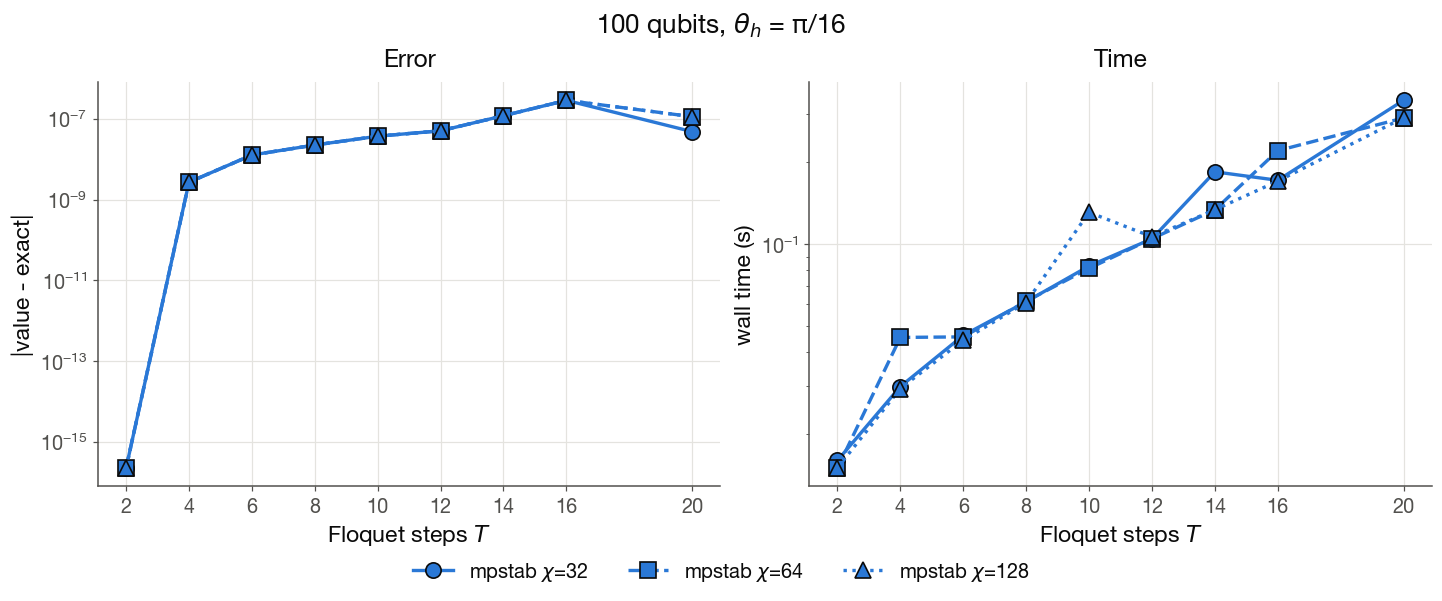 100 qubits, θₕ = π/16
Error
Time
|value - exact|
10⁻⁷
10⁻⁹
10⁻¹¹
10⁻¹³
10⁻¹⁵
2 4 6 8 10 12 14 16 20
Floquet steps T
wall time (s)
10⁻¹
2 4 6 8 10 12 14 16 20
Floquet steps T
mpstab χ=32 mpstab χ=64 mpstab χ=128